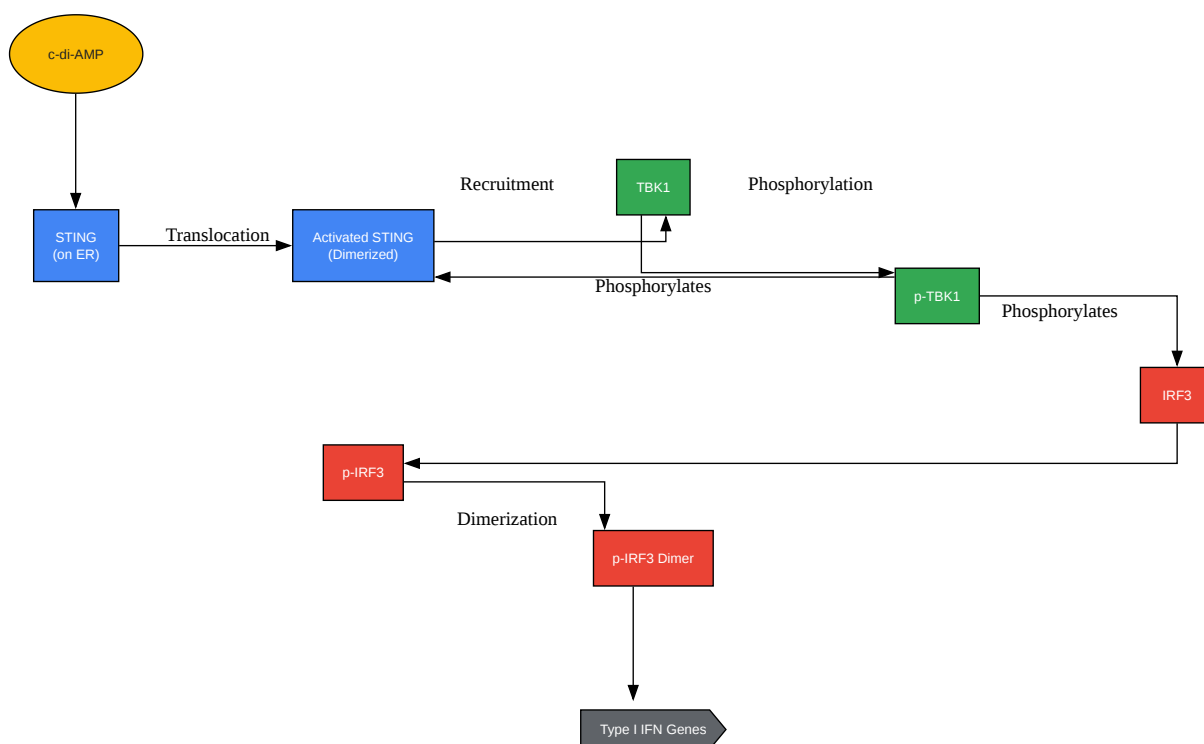 c-di-AMP
STING
(on ER)
Translocation
Activated STING
(Dimerized)
Recruitment
TBK1
Phosphorylation
Phosphorylates
p-TBK1
Phosphorylates
IRF3
p-IRF3
Dimerization
p-IRF3 Dimer
Type I IFN Genes